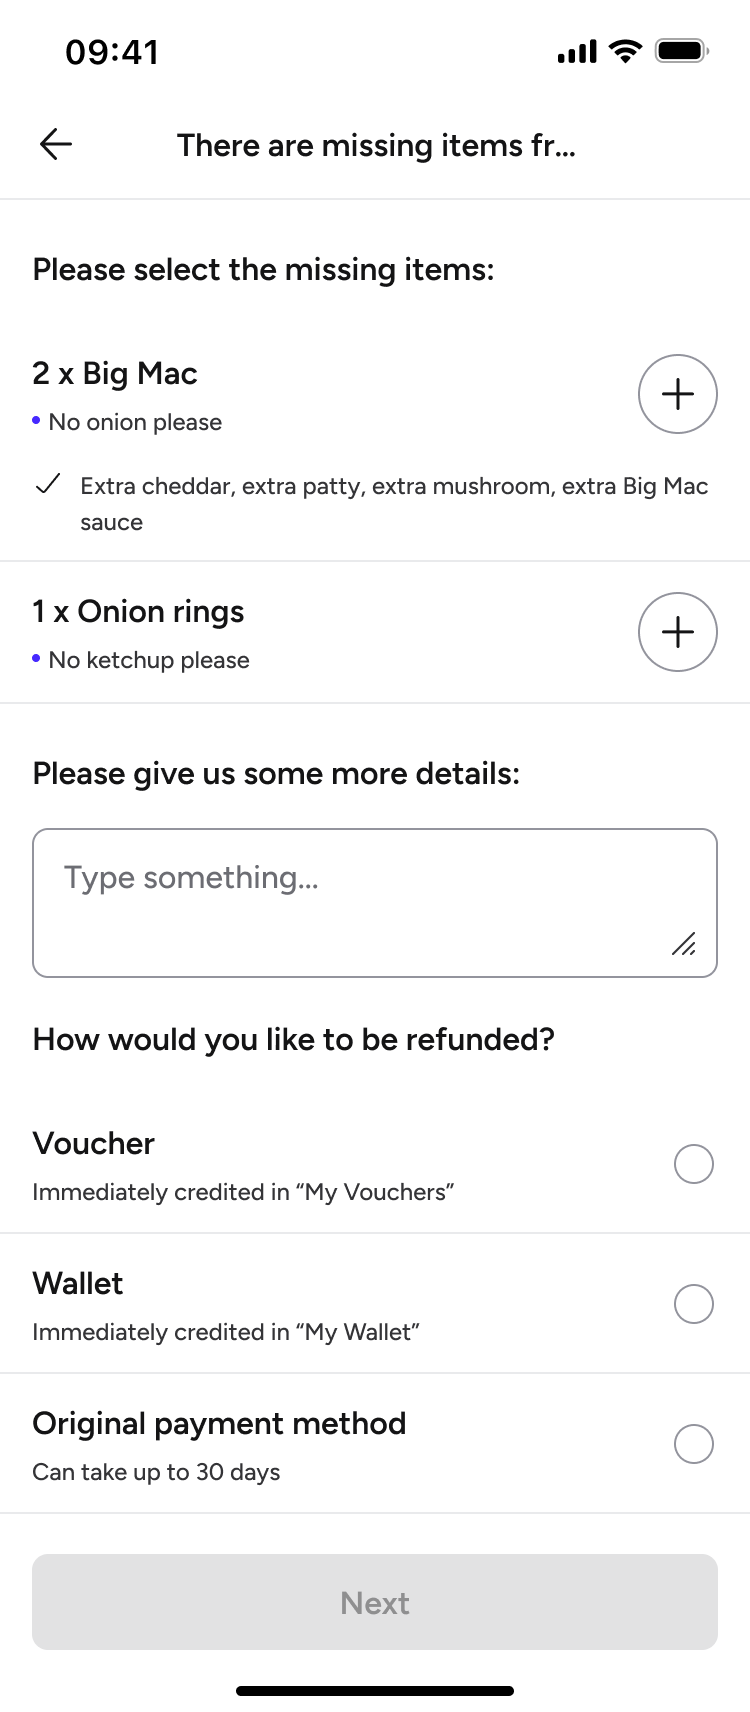 09:41
There are missing items fr...
Please select the missing items:
2 x Big Mac
No onion please
Extra cheddar, extra patty, extra mushroom, extra Big Mac
sauce
1 x Onion rings
No ketchup please
Please give us some more details:
Type something...
How would you like to be refunded?
Voucher
Immediately credited in “My Vouchers”
Wallet
Immediately credited in “My Wallet”
Original payment method
Can take up to 30 days
Next